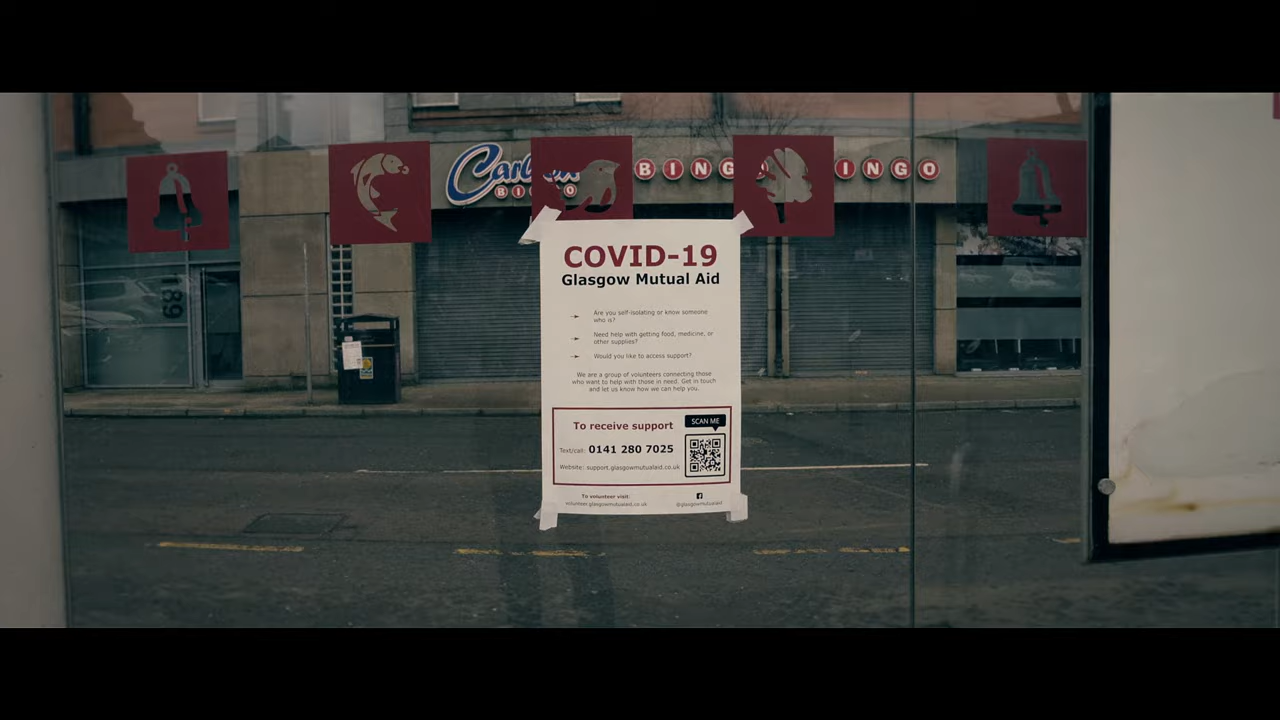 Carlton
BINGO
BINGO
BINGO
189
COVID-19
Glasgow Mutual Aid
Are you self-isolating or know someone
who is?
Need help with getting food, medicine, or
other supplies?
Would you like to access support?
We are a group of volunteers connecting those
who want to help with those in need. Get in touch
and let us know how we can help you.
To receive support
SCAN ME
Text/call: 0141 280 7025
Website: support.glasgowmutualaid.co.uk
To volunteer visit:
volunteer.glasgowmutualaid.co.uk
@glasgowmutualaid